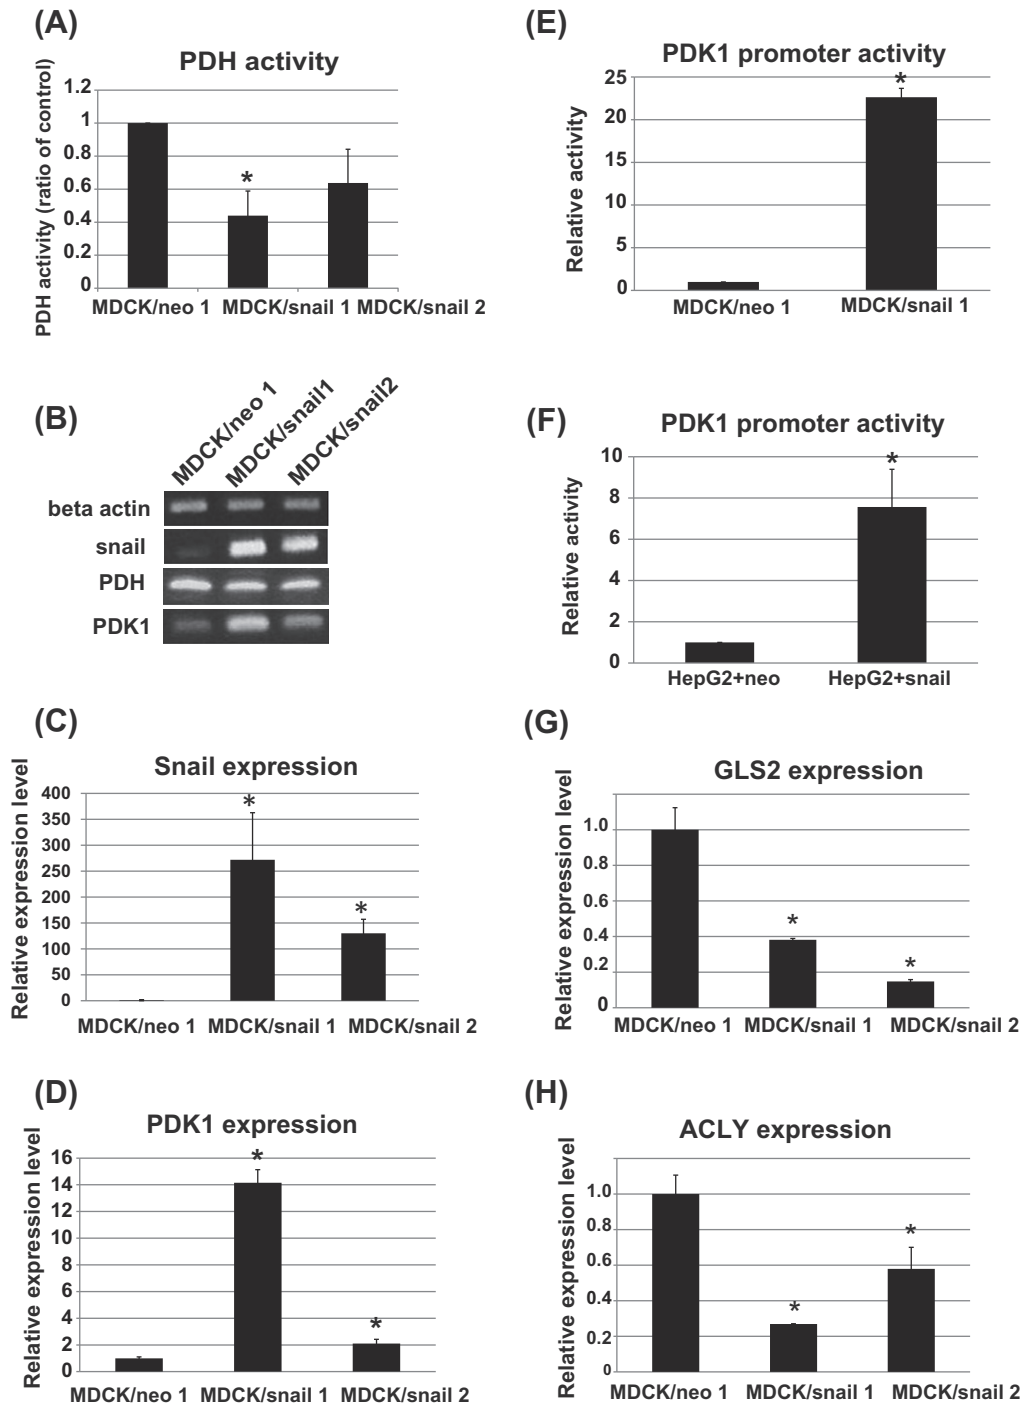 (A)
PDH activity
PDH activity (ratio of control)
1.2
1
0.8
0.6
0.4
0.2
0
*
MDCK/neo 1 MDCK/snail 1 MDCK/snail 2
(B)
MDCK/neo 1
MDCK/snail1
MDCK/snail2
beta actin
snail
PDH
PDK1
(C)
Snail expression
Relative expression level
400
350
300
250
200
150
100
50
0
*
*
MDCK/neo 1 MDCK/snail 1 MDCK/snail 2
(D)
PDK1 expression
Relative expression level
16
14
12
10
8
6
4
2
0
*
*
MDCK/neo 1 MDCK/snail 1 MDCK/snail 2
(E)
PDK1 promoter activity
Relative activity
25
20
15
10
5
0
*
MDCK/neo 1 MDCK/snail 1
(F)
PDK1 promoter activity
Relative activity
10
8
6
4
2
0
*
HepG2+neo HepG2+snail
(G)
GLS2 expression
Relative expression level
1.0
0.8
0.6
0.4
0.2
0
*
*
MDCK/neo 1 MDCK/snail 1 MDCK/snail 2
(H)
ACLY expression
Relative expression level
1.0
0.8
0.6
0.4
0.2
0
*
*
MDCK/neo 1 MDCK/snail 1 MDCK/snail 2